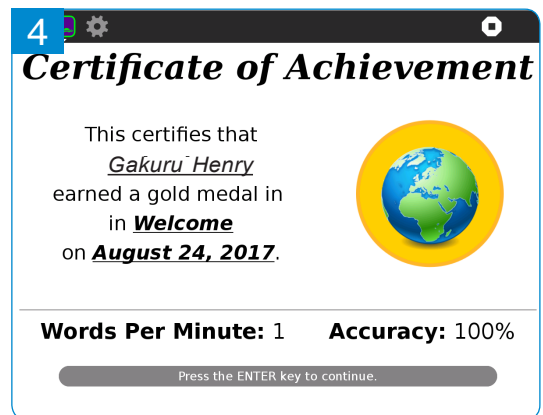 4
Certificate of Achievement
This certifies that
Gakuru Henry
earned a gold medal in
in Welcome
on August 24, 2017.
Words Per Minute: 1 Accuracy: 100%
Press the ENTER key to continue.